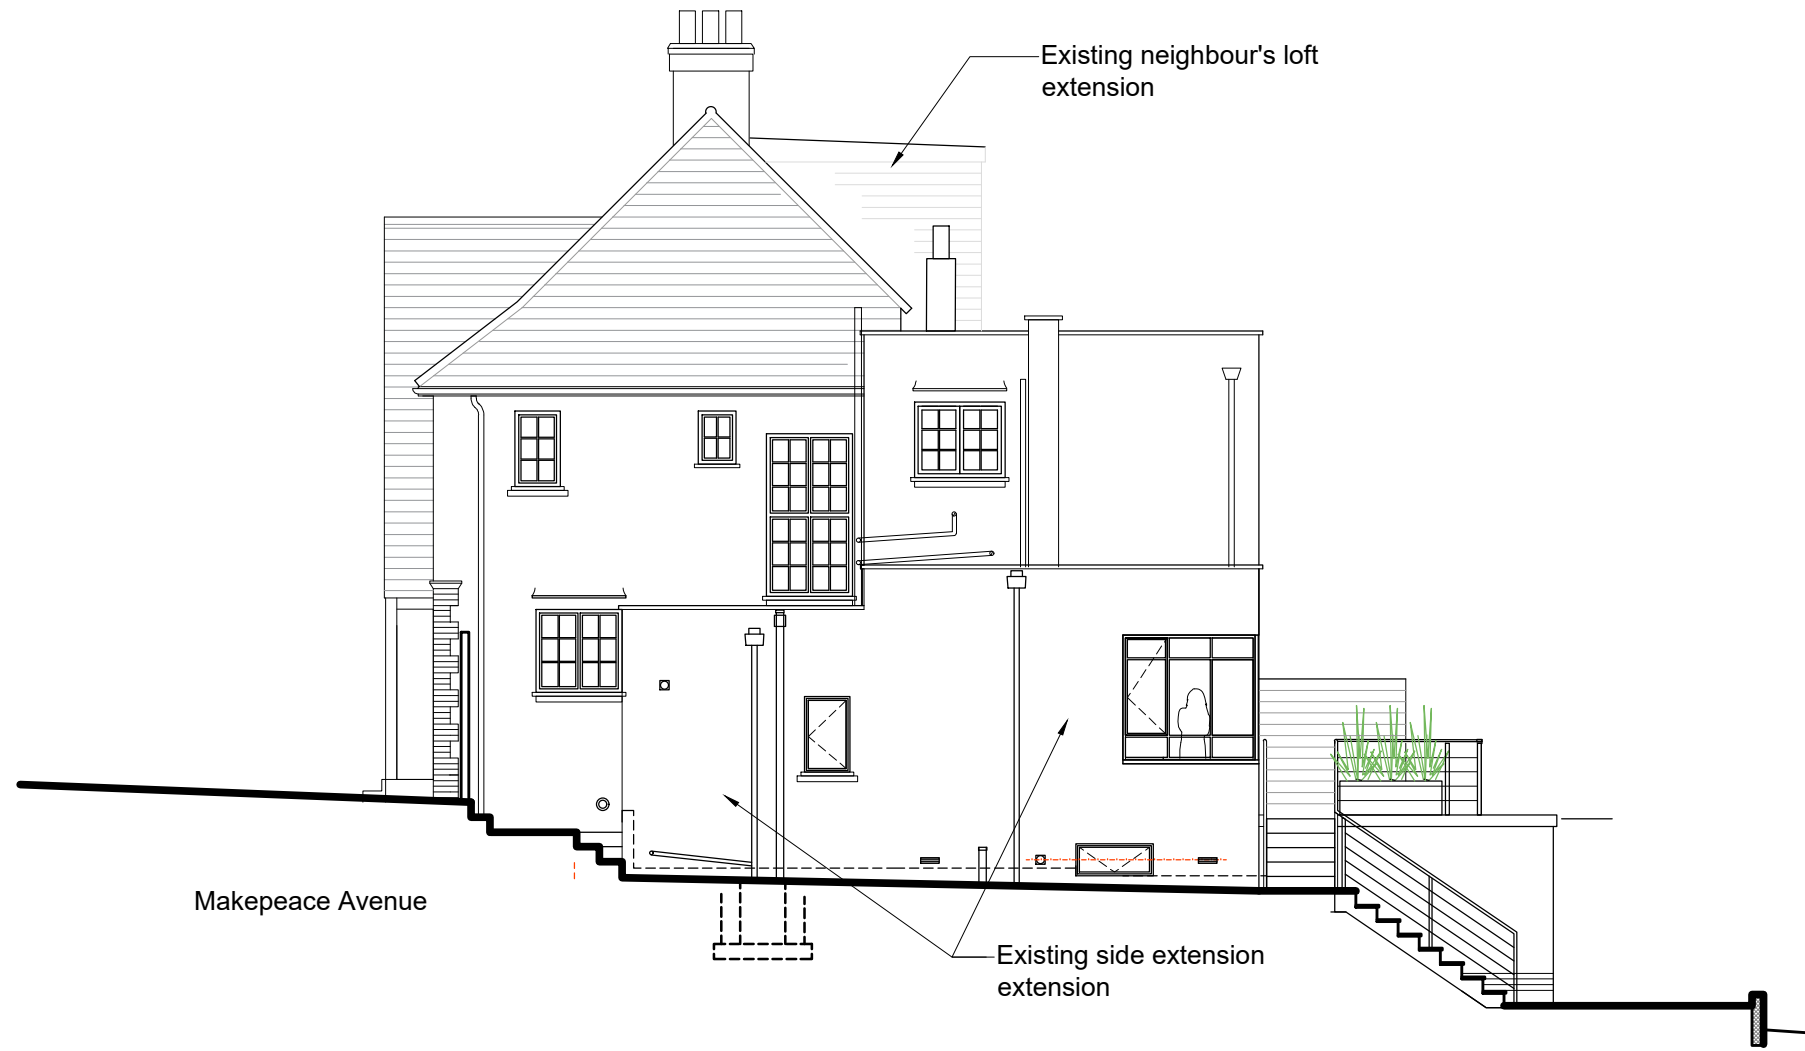 Existing neighbour's loft
extension
Makepeace Avenue
Existing side extension
extension